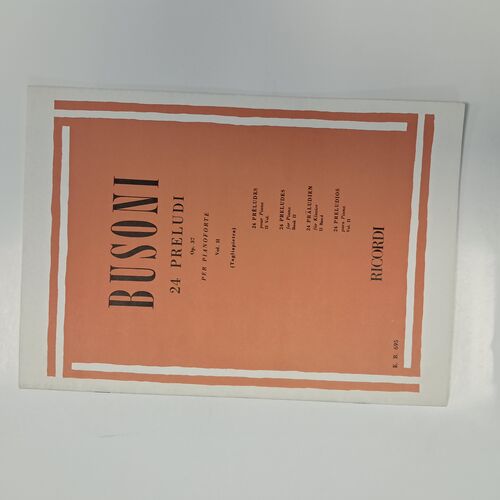 BUSONI
24 PRELUDI
Op. 37
PER PIANOFORTE
Vol. II
(Tagliapietra)
24 PRÉLUDES
pour Piano
II Vol.
24 PRELUDES
for Piano
Book II
24 PRÄLUDIEN
für Klavier
II Band
24 PRELUDIOS
para Piano
Vol. II
RICORDI
E. R. 695